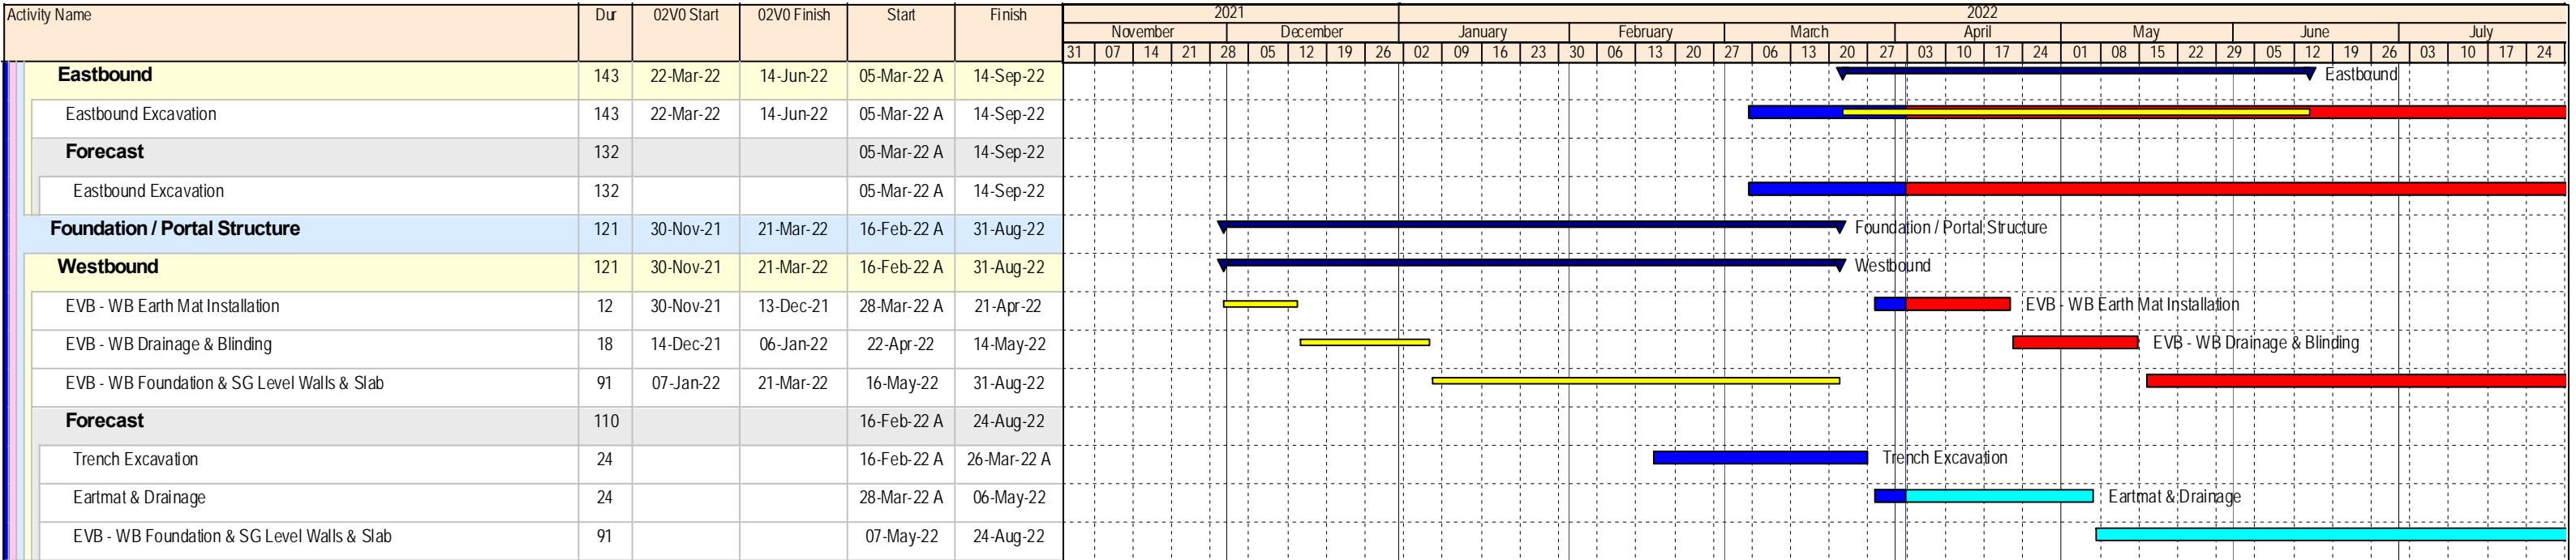 Activity Name Dur 02V0 Start 02V0 Finish Start Finish 2021 2022
November December January February March April May June July
31 07 14 21 28 05 12 19 26 02 09 16 23 30 06 13 20 27 06 13 20 27 03 10 17 24 01 08 15 22 29 05 12 19 26 03 10 17 24
Eastbound 143 22-Mar-22 14-Jun-22 05-Mar-22 A 14-Sep-22 Eastbound
Eastbound Excavation 143 22-Mar-22 14-Jun-22 05-Mar-22 A 14-Sep-22
Forecast 132 05-Mar-22 A 14-Sep-22
Eastbound Excavation 132 05-Mar-22 A 14-Sep-22
Foundation / Portal Structure 121 30-Nov-21 21-Mar-22 16-Feb-22 A 31-Aug-22 Foundation / Portal Structure
Westbound 121 30-Nov-21 21-Mar-22 16-Feb-22 A 31-Aug-22 Westbound
EVB - WB Earth Mat Installation 12 30-Nov-21 13-Dec-21 28-Mar-22 A 21-Apr-22 EVB - WB Earth Mat Installation
EVB - WB Drainage & Blinding 18 14-Dec-21 06-Jan-22 22-Apr-22 14-May-22 EVB - WB Drainage & Blinding
EVB - WB Foundation & SG Level Walls & Slab 91 07-Jan-22 21-Mar-22 16-May-22 31-Aug-22
Forecast 110 16-Feb-22 A 24-Aug-22
Trench Excavation 24 16-Feb-22 A 26-Mar-22 A Trench Excavation
Eartmat & Drainage 24 28-Mar-22 A 06-May-22 Eartmat & Drainage
EVB - WB Foundation & SG Level Walls & Slab 91 07-May-22 24-Aug-22